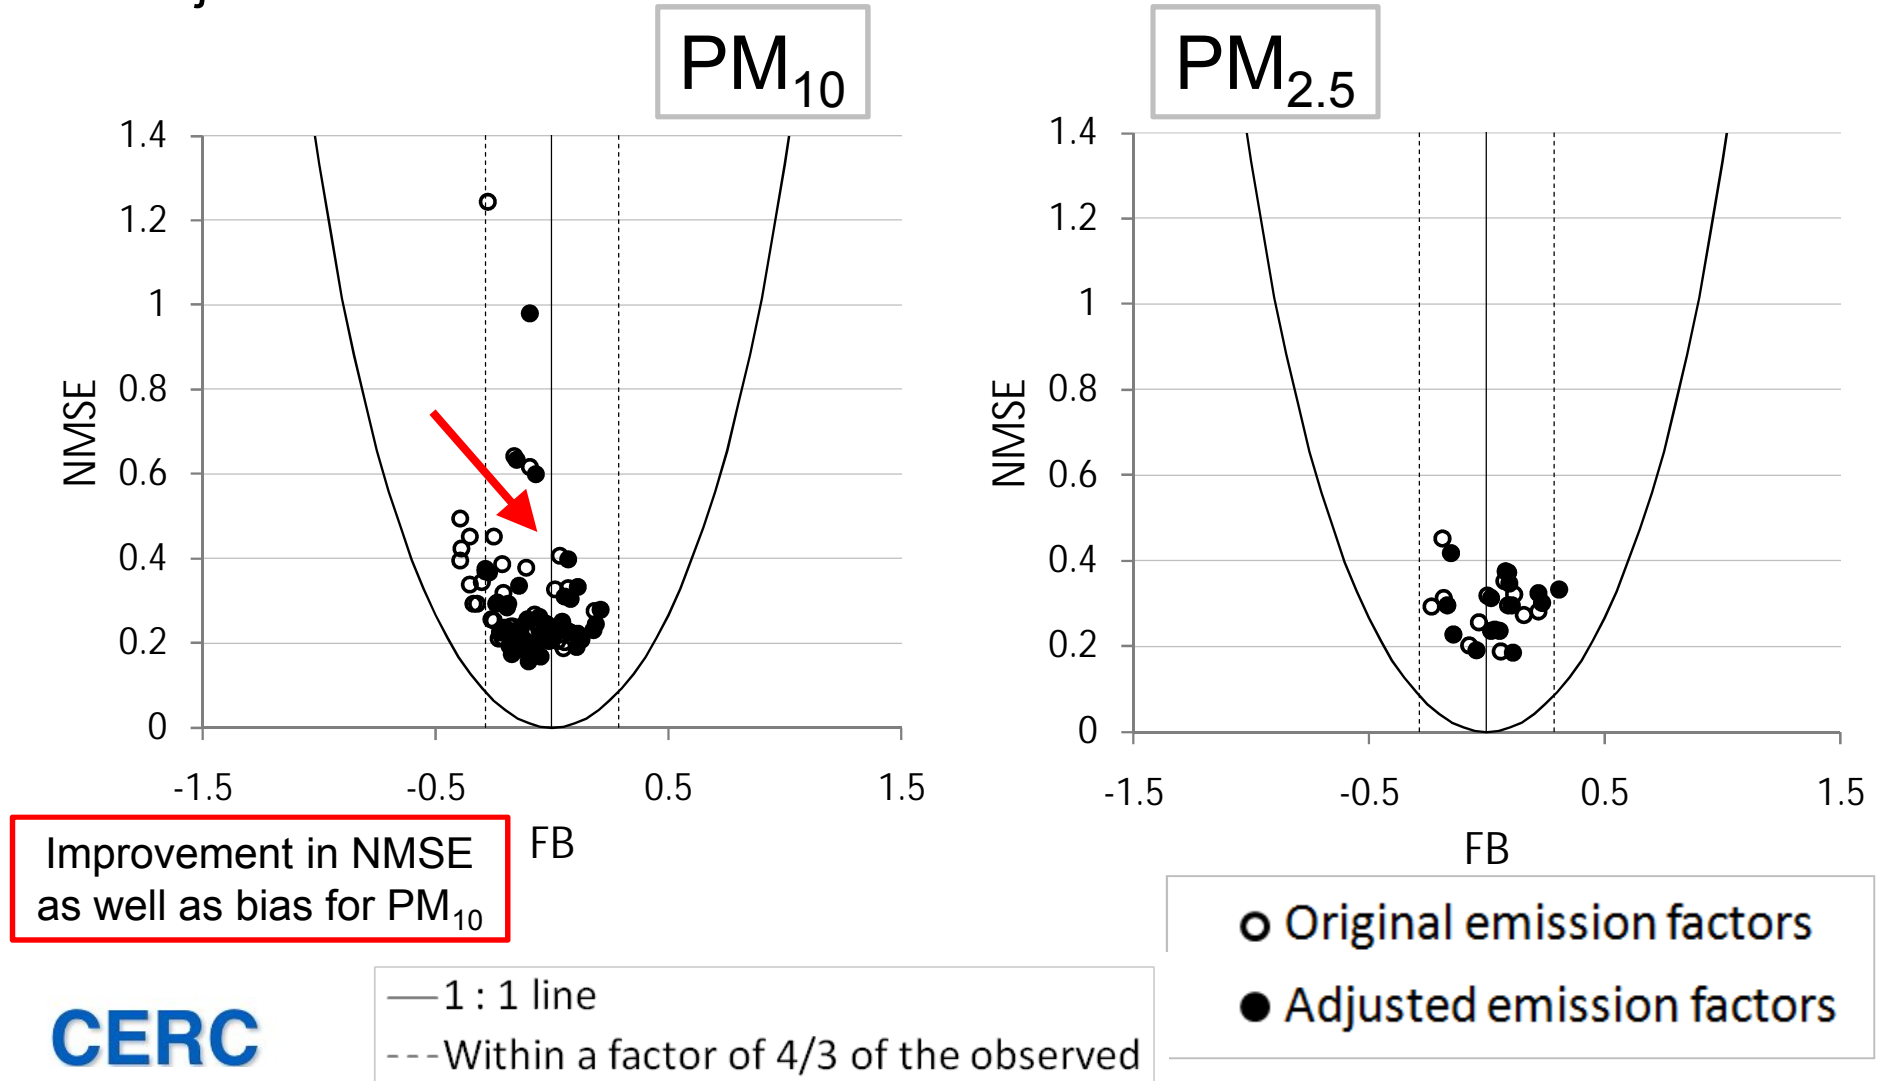 PM10
PM2.5
1.4
1.2
1
0.8
0.6
0.4
0.2
0
NMSE
-1.5
-0.5
0.5
1.5
FB
1.4
1.2
1
0.8
0.6
0.4
0.2
0
NMSE
-1.5
-0.5
0.5
1.5
FB
Improvement in NMSE
as well as bias for PM10
Original emission factors
Adjusted emission factors
1 : 1 line
Within a factor of 4/3 of the observed
CERC